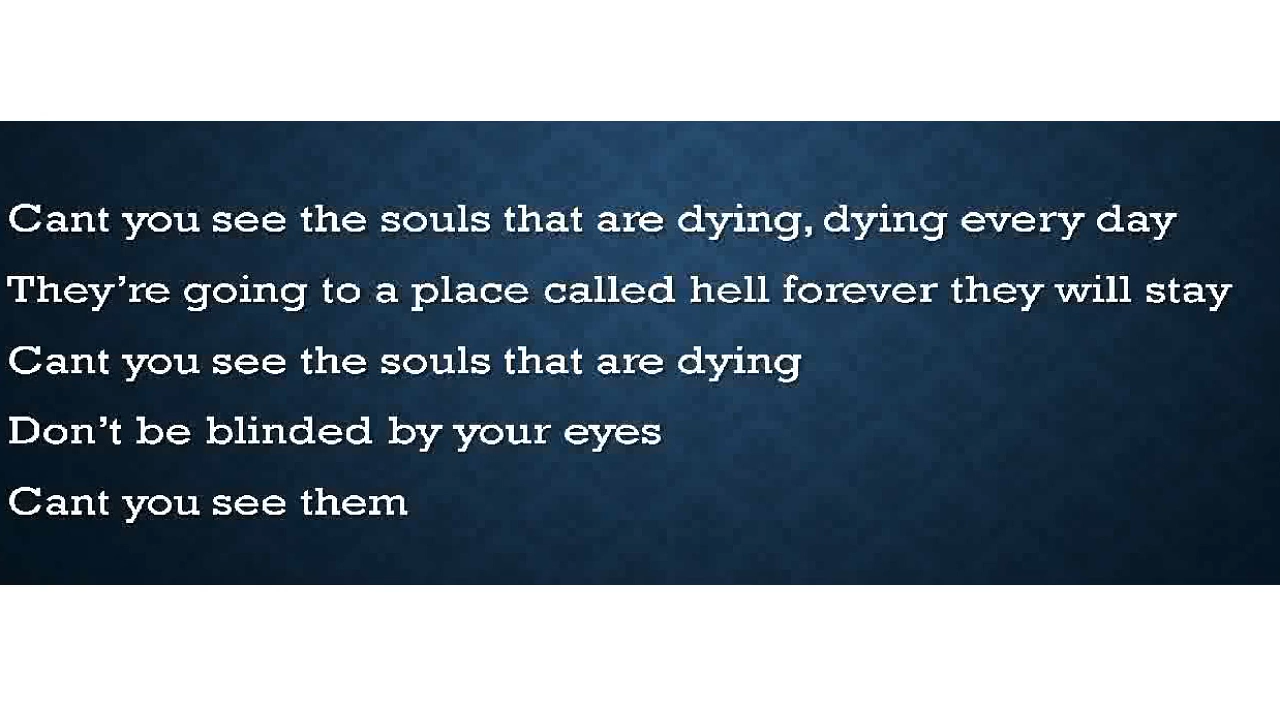 Cant you see the souls that are dying, dying every day
They’re going to a place called hell forever they will stay
Cant you see the souls that are dying
Don’t be blinded by your eyes
Cant you see them